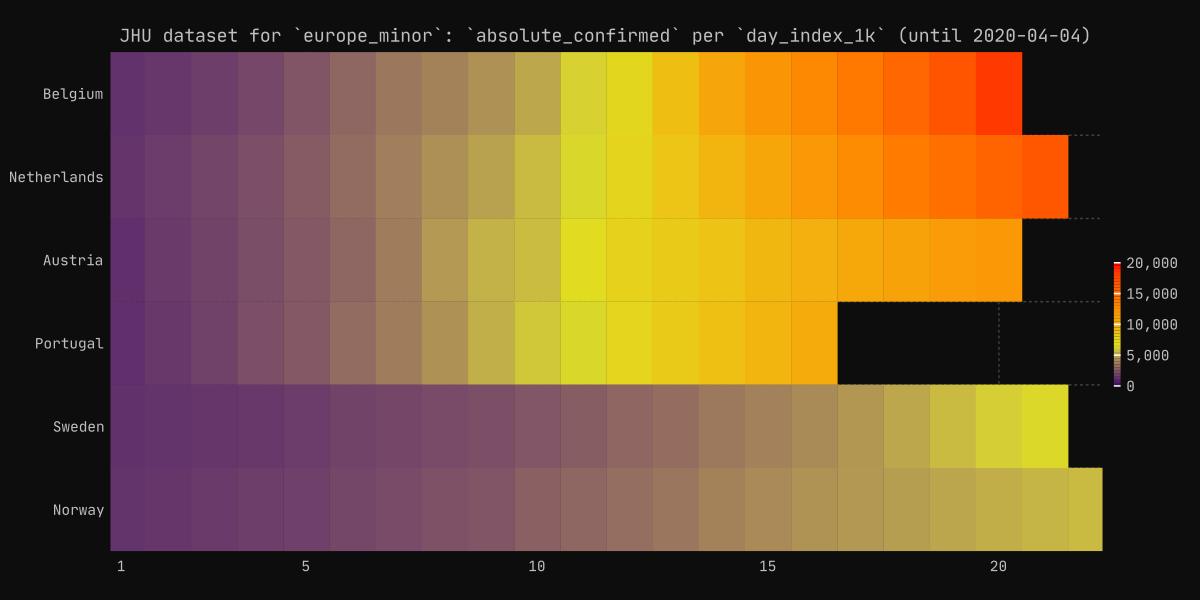 JHU dataset for `europe_minor`: `absolute_confirmed` per `day_index_1k` (until 2020-04-04)
Belgium
Netherlands
Austria
Portugal
Sweden
Norway
1 5 10 15 20
20,000
15,000
10,000
5,000
0